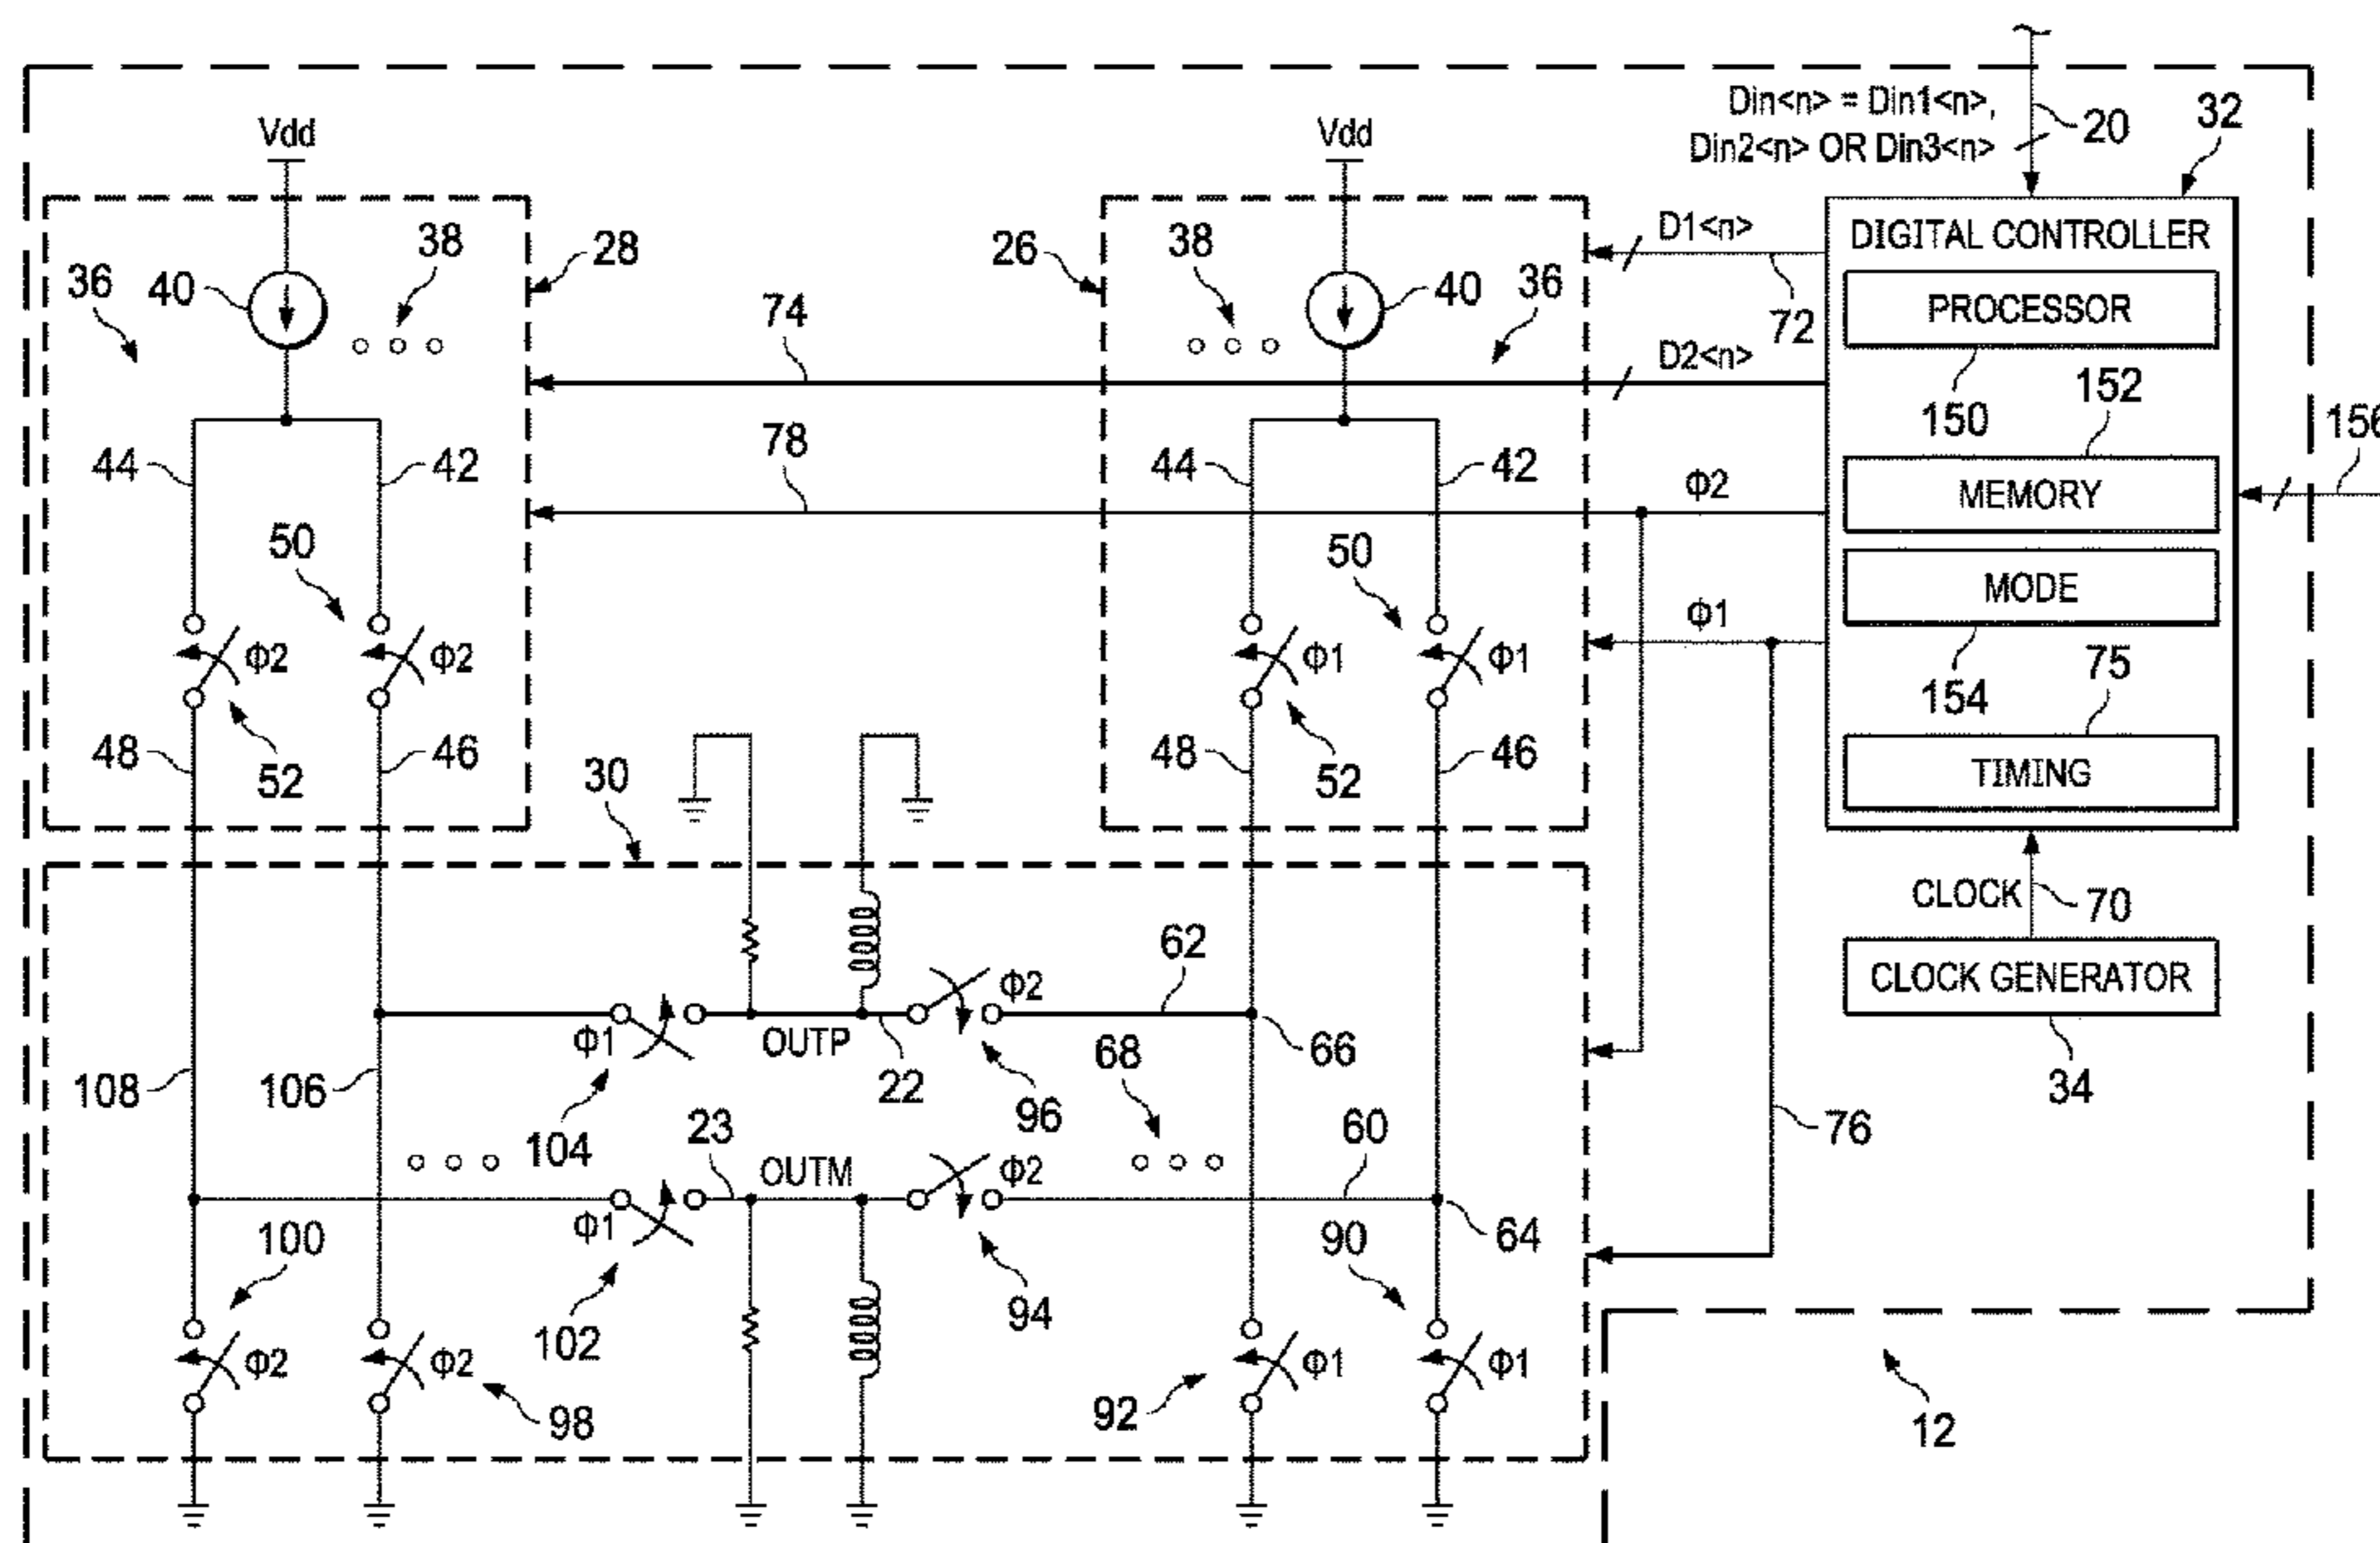 Din<n> = Din1<n>,
Din2<n> OR Din3<n>
20
32
Vdd
Vdd
28
26
38
38
36
40
40
36
D1<n>
72
DIGITAL CONTROLLER
PROCESSOR
150
152
74
D2<n>
156
44
42
78
44
42
Φ2
MEMORY
50
50
MODE
154
75
Φ2
Φ2
Φ1
Φ1
Φ1
TIMING
48
52
46
30
48
52
46
CLOCK
70
CLOCK GENERATOR
34
62
Φ2
Φ1
OUTP
22
96
68
66
108
106
104
23
OUTM
Φ2
60
76
Φ1
64
100
102
94
90
Φ2
Φ2
98
92
Φ1
Φ1
12